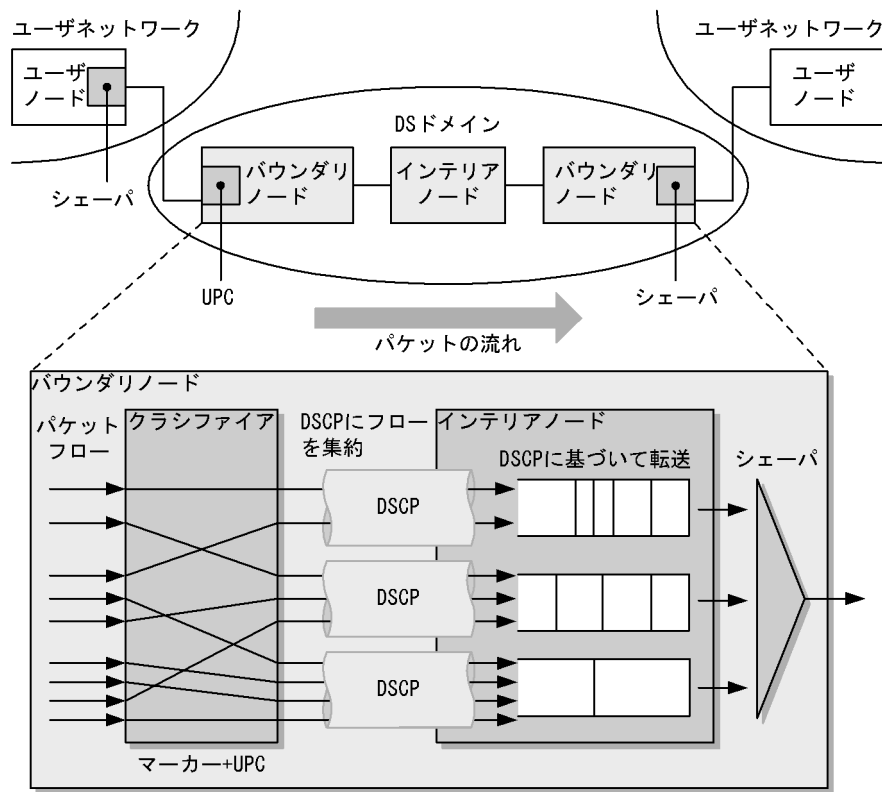 ユーザネットワーク
ユーザネットワーク
ユーザ
ノード
ユーザ
ノード
DSドメイン
バウンダリ
ノード
インテリア
ノード
バウンダリ
ノード
シェーパ
UPC
シェーパ
パケットの流れ
バウンダリノード
パケット
フロー
クラシファイア
DSCPにフロー
を集約
インテリアノード
DSCPに基づいて転送
シェーパ
DSCP
DSCP
DSCP
マーカー+UPC